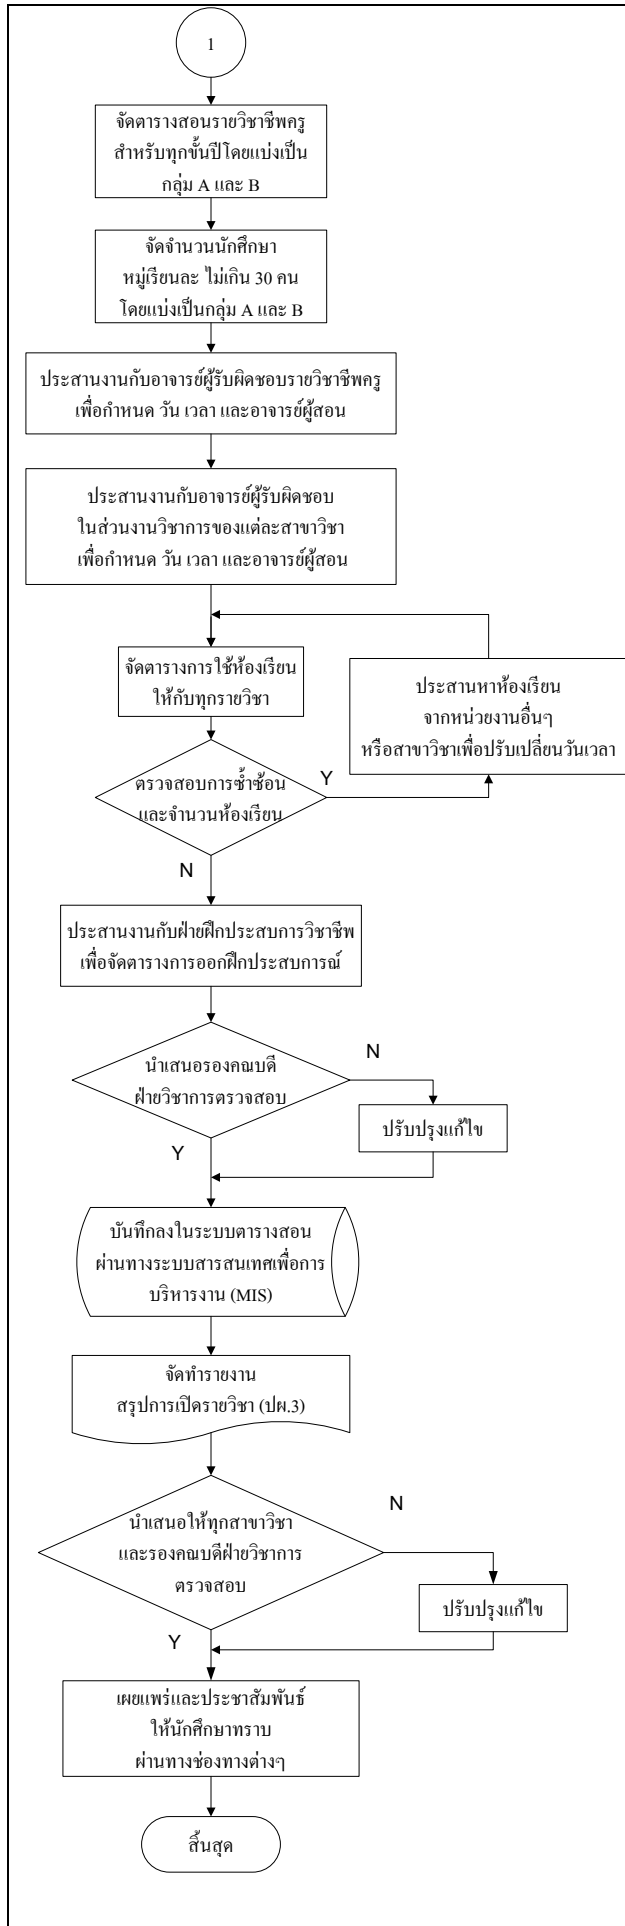 1
จัดตารางสอนรายวิชาชีพครู
สำหรับทุกชั้นปีโดยแบ่งเป็น
กลุ่ม A และ B
จัดจำนวนนักศึกษา
หมู่เรียนละ ไม่เกิน 30 คน
โดยแบ่งเป็นกลุ่ม A และ B
ประสานงานกับอาจารย์ผู้รับผิดชอบรายวิชาชีพครู
เพื่อกำหนด วัน เวลา และอาจารย์ผู้สอน
ประสานงานกับอาจารย์ผู้รับผิดชอบ
ในส่วนงานวิชาการของแต่ละสาขาวิชา
เพื่อกำหนด วัน เวลา และอาจารย์ผู้สอน
จัดตารางการใช้ห้องเรียน
ให้กับทุกรายวิชา
ประสานหาห้องเรียน
จากหน่วยงานอื่นๆ
หรือสาขาวิชาเพื่อปรับเปลี่ยนวันเวลา
ตรวจสอบการซ้ำซ้อน
และจำนวนห้องเรียน
Y
N
ประสานงานกับฝ่ายฝึกประสบการวิชาชีพ
เพื่อจัดตารางการออกฝึกประสบการณ์
นำเสนอรองคณบดี
ฝ่ายวิชาการตรวจสอบ
N
ปรับปรุงแก้ไข
Y
บันทึกลงในระบบตารางสอน
ผ่านทางระบบสารสนเทศเพื่อการ
บริหารงาน (MIS)
จัดทำรายงาน
สรุปการเปิดรายวิชา (ปผ.3)
นำเสนอให้ทุกสาขาวิชา
และรองคณบดีฝ่ายวิชาการ
ตรวจสอบ
N
ปรับปรุงแก้ไข
Y
เผยแพร่และประชาสัมพันธ์
ให้นักศึกษาทราบ
ผ่านทางช่องทางต่างๆ
สิ้นสุด